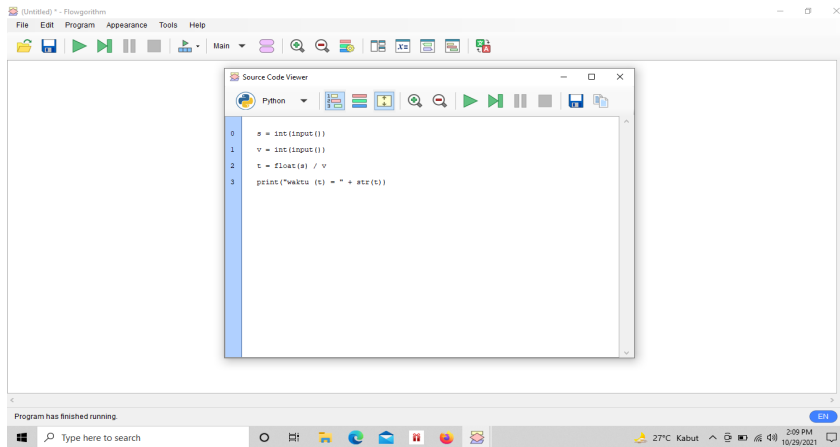 (Untitled) * - Flowgorithm
File Edit Program Appearance Tools Help
Main
Source Code Viewer
Python
0 s = int(input())
1 v = int(input())
2 t = float(s) / v
3 print("waktu (t) = " + str(t))
Program has finished running.
EN
Type here to search
27°C Kabut
2:09 PM
10/29/2021